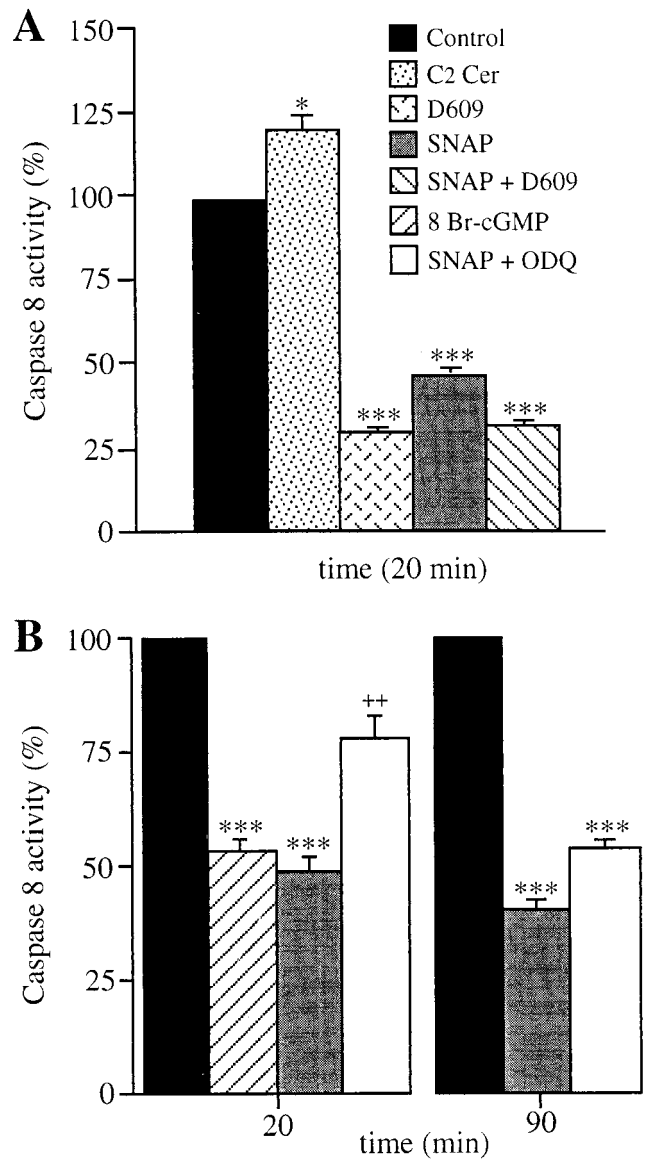 A
150
125
100
75
50
25
0
Caspase 8 activity (%)
Control
C2 Cer
D609
SNAP
SNAP + D609
8 Br-cGMP
SNAP + ODQ
*
***
***
***
time (20 min)
B
100
75
50
25
0
Caspase 8 activity (%)
***
***
++
***
***
20
90
time (min)